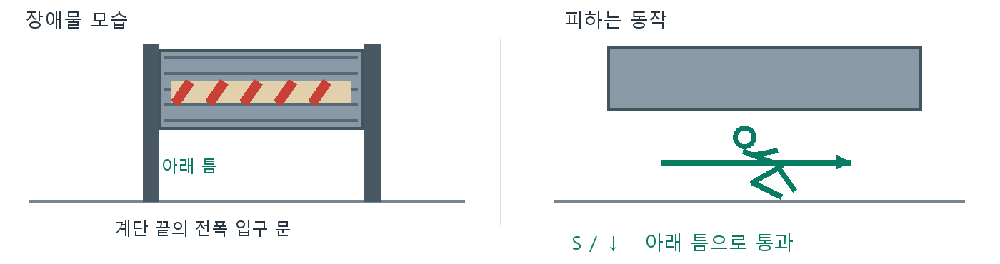 장애물 모습
아래 틈
계단 끝의 전폭 입구 문
피하는 동작
S / ↓ 아래 틈으로 통과